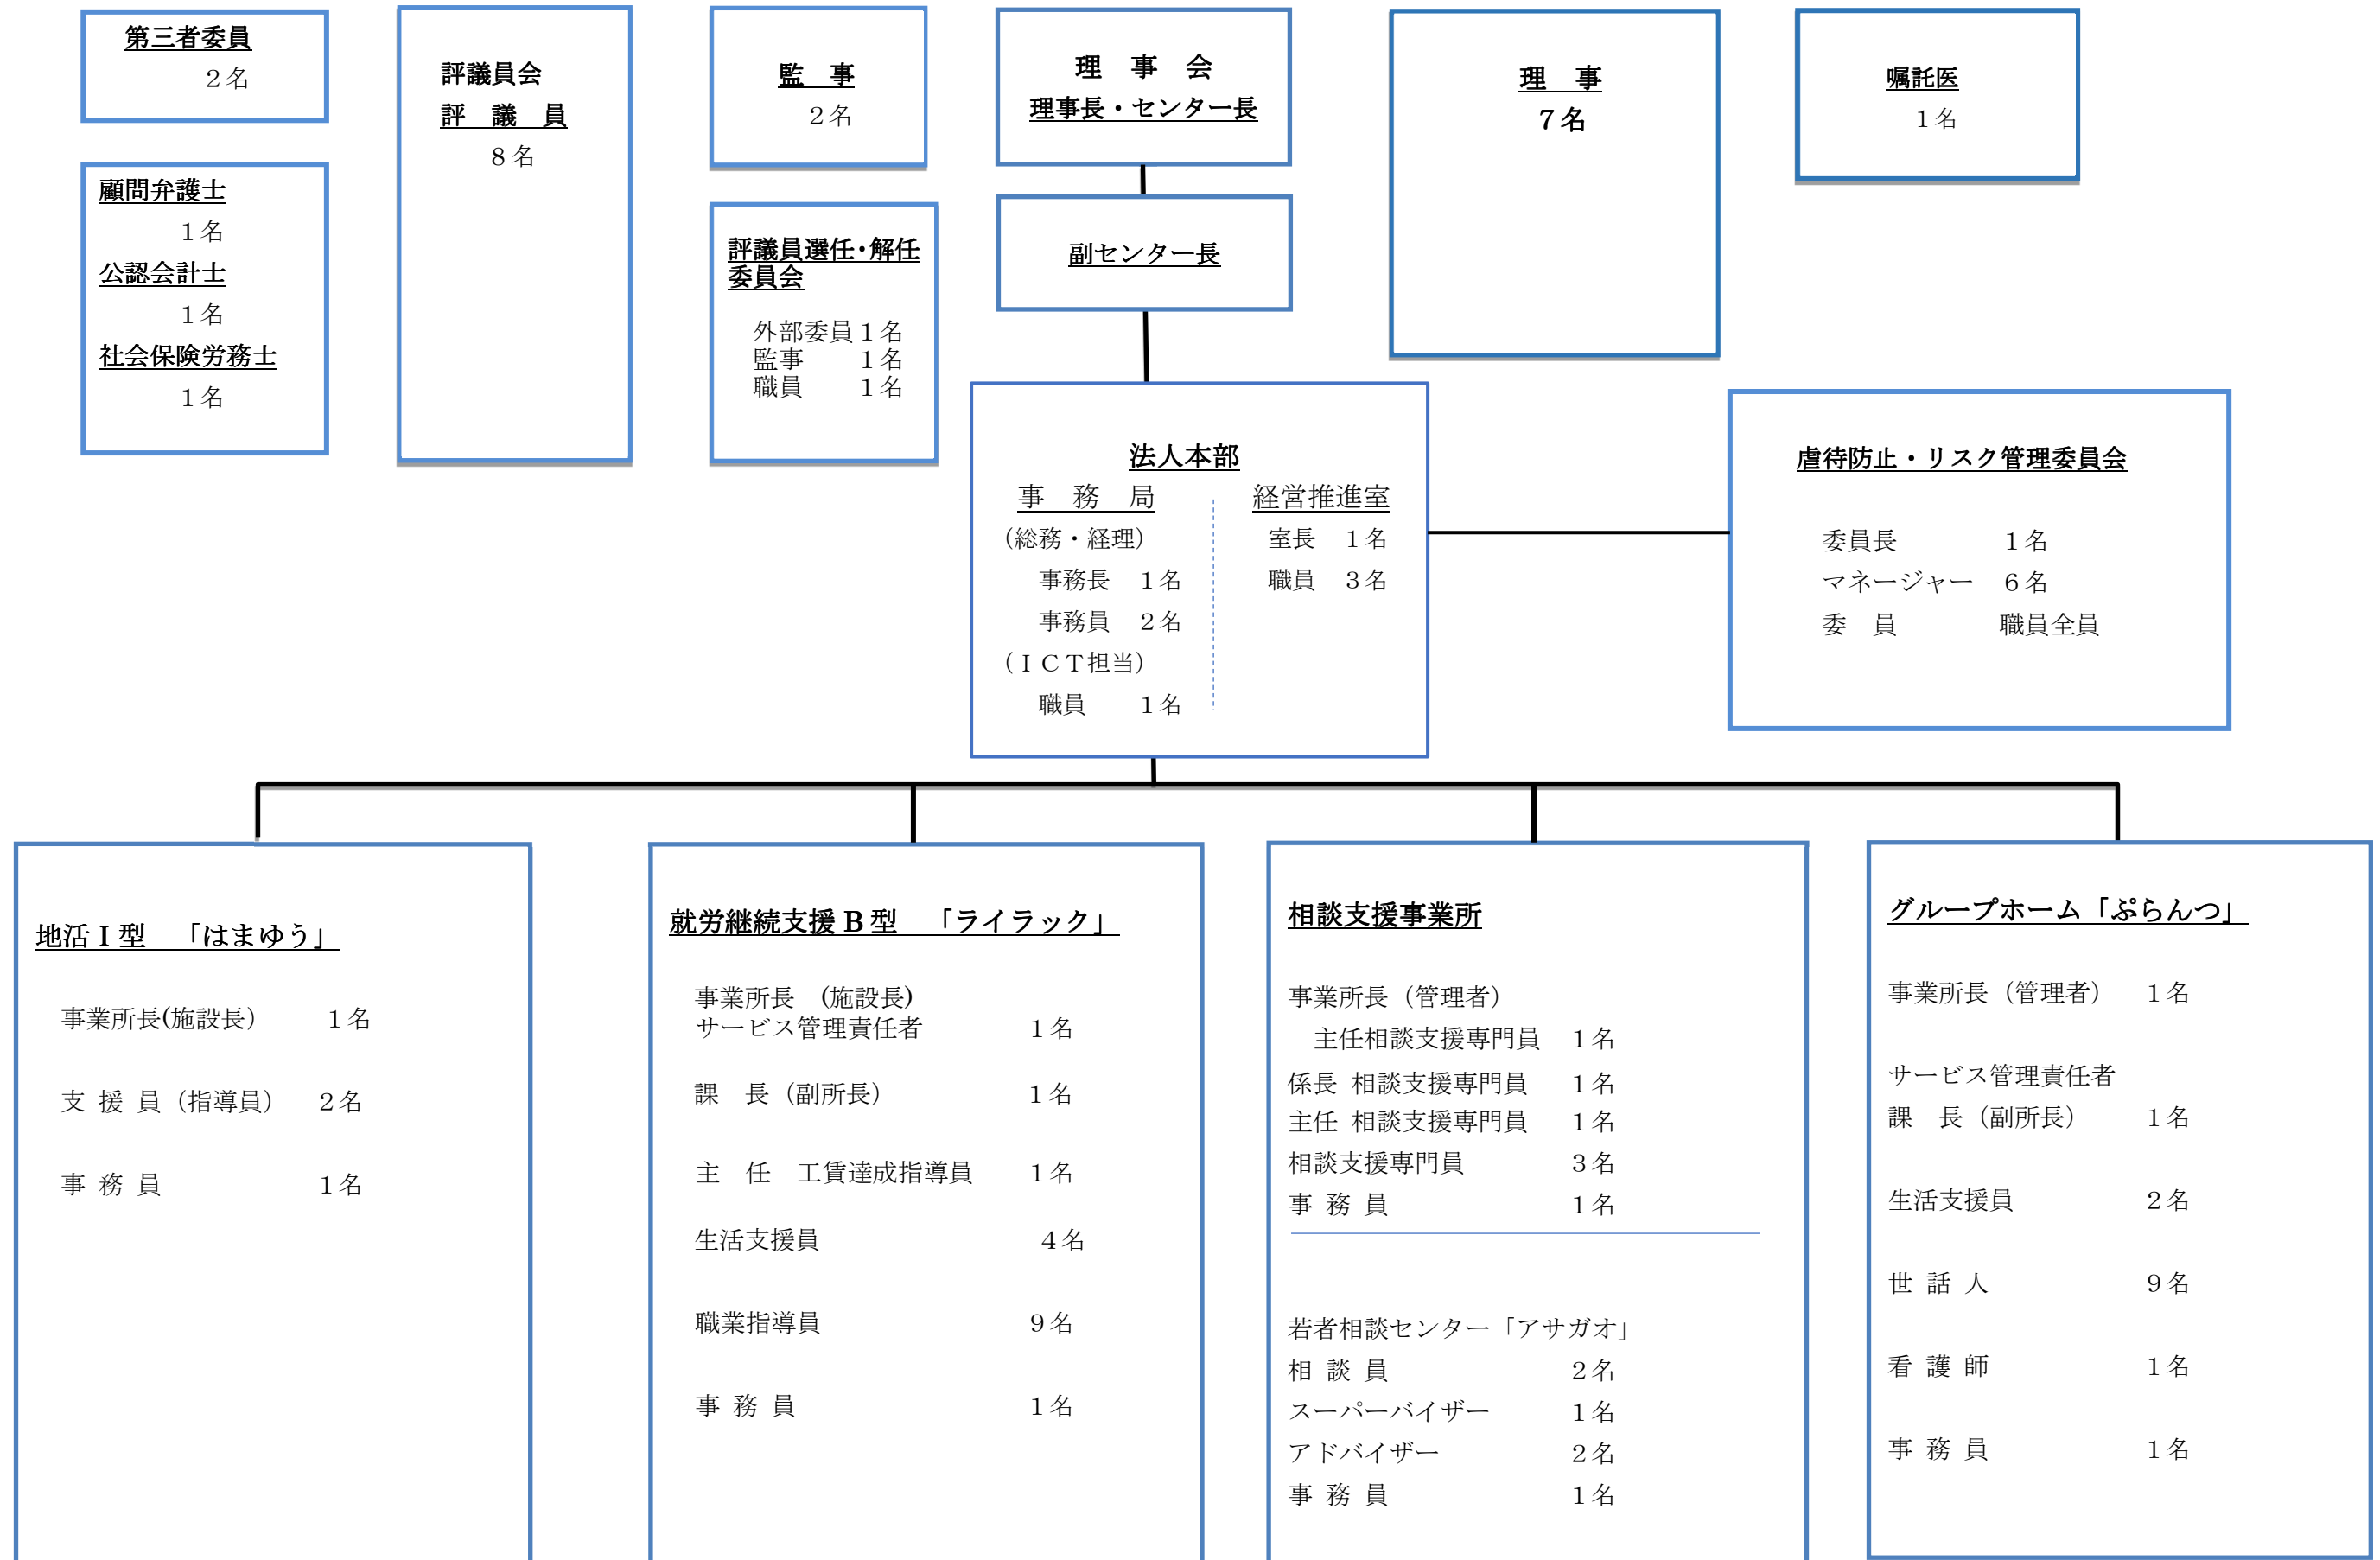 第三者委員
２名
顧問弁護士
１名
公認会計士
１名
社会保険労務士
１名
評議員会
評　議　員
８名
監　事
２名
評議員選任・解任
委員会
外部委員１名
監事　　１名
職員　　１名
理　事　会
理事長・センター長
副センター長
理　事
７名
嘱託医
１名
法人本部
事　務　局
（総務・経理）
事務長　１名
事務員　２名
（ＩＣＴ担当）
職員　　１名
経営推進室
室長　１名
職員　３名
虐待防止・リスク管理委員会
委員長　　　　１名
マネージャー　６名
委　員　　　　職員全員
地活Ⅰ型　「はまゆう」
事業所長(施設長）　　１名
支 援 員（指導員）　２名
事 務 員　　　　　　１名
就労継続支援 B 型　「ライラック」
事業所長　(施設長)
サービス管理責任者　　　　１名
課　長（副所長）　　　　　１名
主　任　工賃達成指導員　　１名
生活支援員　　　　　　　　４名
職業指導員　　　　　　　　９名
事 務 員　　　　　　　　　１名
相談支援事業所
事業所長（管理者）
主任相談支援専門員　１名
係長 相談支援専門員　１名
主任 相談支援専門員　１名
相談支援専門員　　　　３名
事 務 員　　　　　　　１名
若者相談センター「アサガオ」
相 談 員　　　　　　　２名
スーパーバイザー　　　１名
アドバイザー　　　　　２名
事 務 員　　　　　　　１名
グループホーム「ぷらんつ」
事業所長（管理者）　１名
サービス管理責任者
課　長（副所長）　　１名
生活支援員　　　　　２名
世 話 人　　　　　　９名
看 護 師　　　　　　１名
事 務 員　　　　　　１名